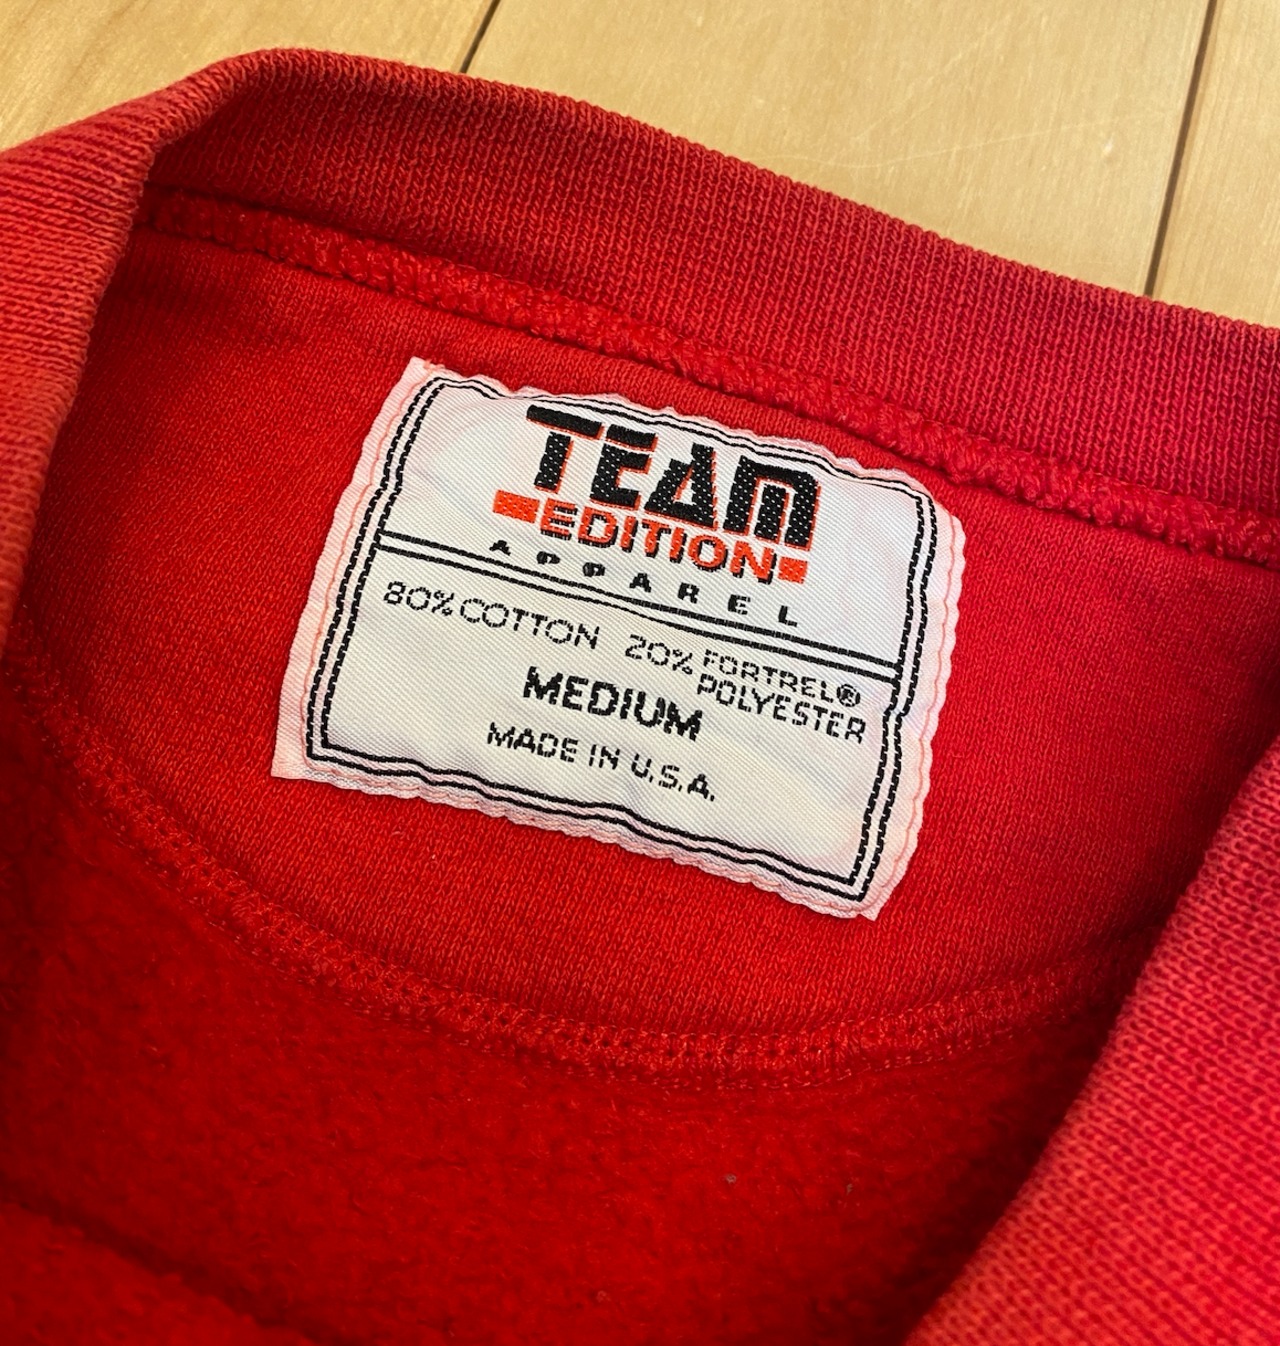 TEAM
EDITION
APPAREL
80% COTTON 20% FORTREL®
POLYESTER
MEDIUM
MADE IN U.S.A.